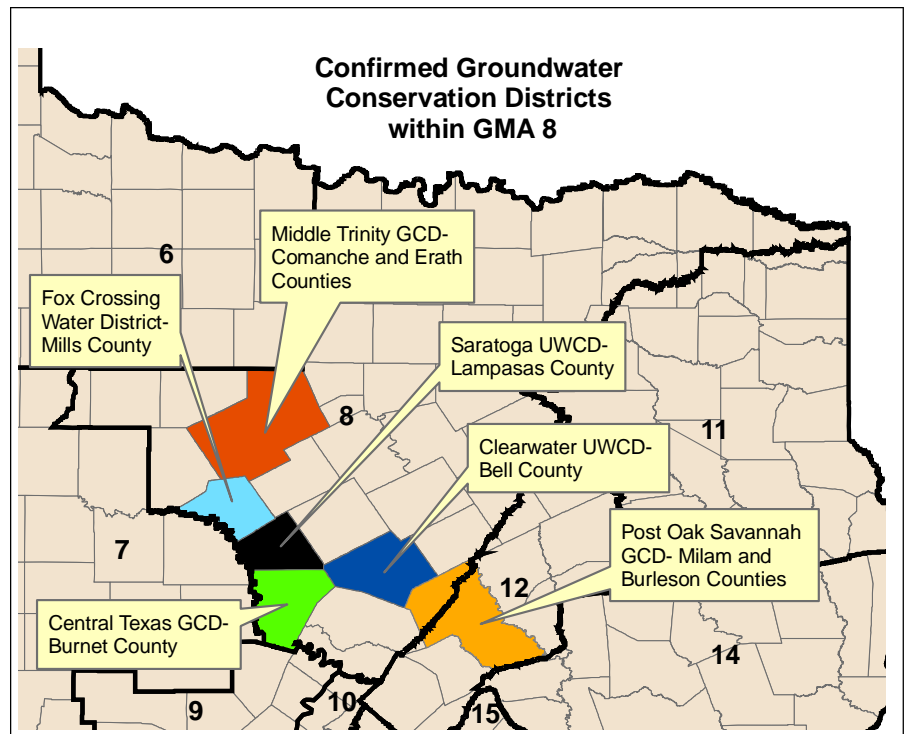 Confirmed Groundwater
Conservation Districts
within GMA 8
6
Middle Trinity GCD-
Comanche and Erath
Counties
Fox Crossing
Water District-
Mills County
Saratoga UWCD-
Lampasas County
8
11
Clearwater UWCD-
Bell County
7
Post Oak Savannah
GCD- Milam and
Burleson Counties
12
Central Texas GCD-
Burnet County
14
9
10
15